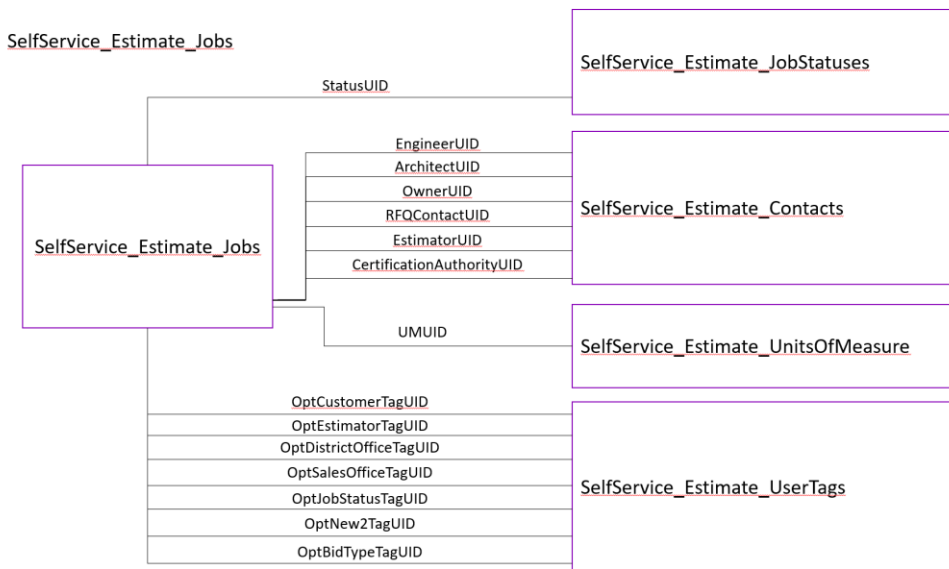 SelfService_Estimate_Jobs
SelfService_Estimate_JobStatuses
StatusUID
EngineerUID
ArchitectUID
OwnerUID
RFQContactUID
EstimatorUID
CertificationAuthorityUID
SelfService_Estimate_Contacts
SelfService_Estimate_Jobs
UMUID
SelfService_Estimate_UnitsOfMeasure
OptCustomerTagUID
OptEstimatorTagUID
OptDistrictOfficeTagUID
OptSalesOfficeTagUID
OptJobStatusTagUID
OptNew2TagUID
OptBidTypeTagUID
SelfService_Estimate_UserTags